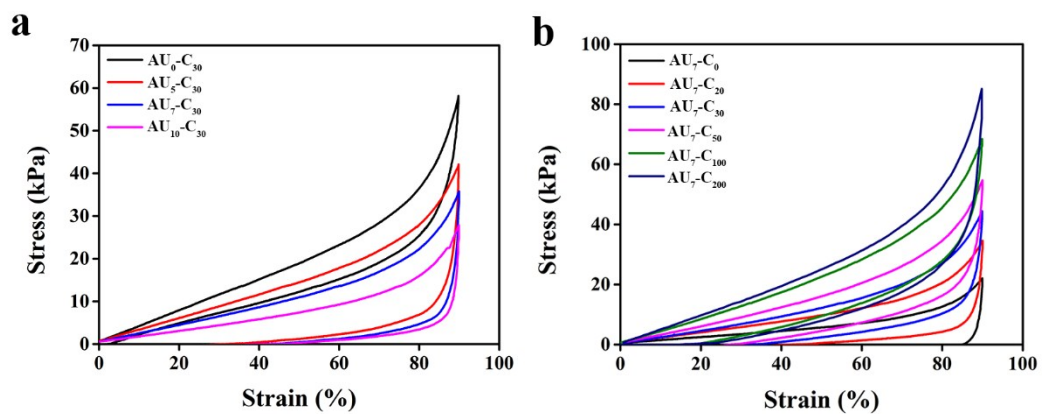 a
70
60
50
40
30
20
10
0
Stress (kPa)
AU₀-C₃₀
AU₅-C₃₀
AU₇-C₃₀
AU₁₀-C₃₀
0 20 40 60 80 100
Strain (%)
b
100
80
60
40
20
0
Stress (kPa)
AU₇-C₀
AU₇-C₂₀
AU₇-C₃₀
AU₇-C₅₀
AU₇-C₁₀₀
AU₇-C₂₀₀
0 20 40 60 80 100
Strain (%)